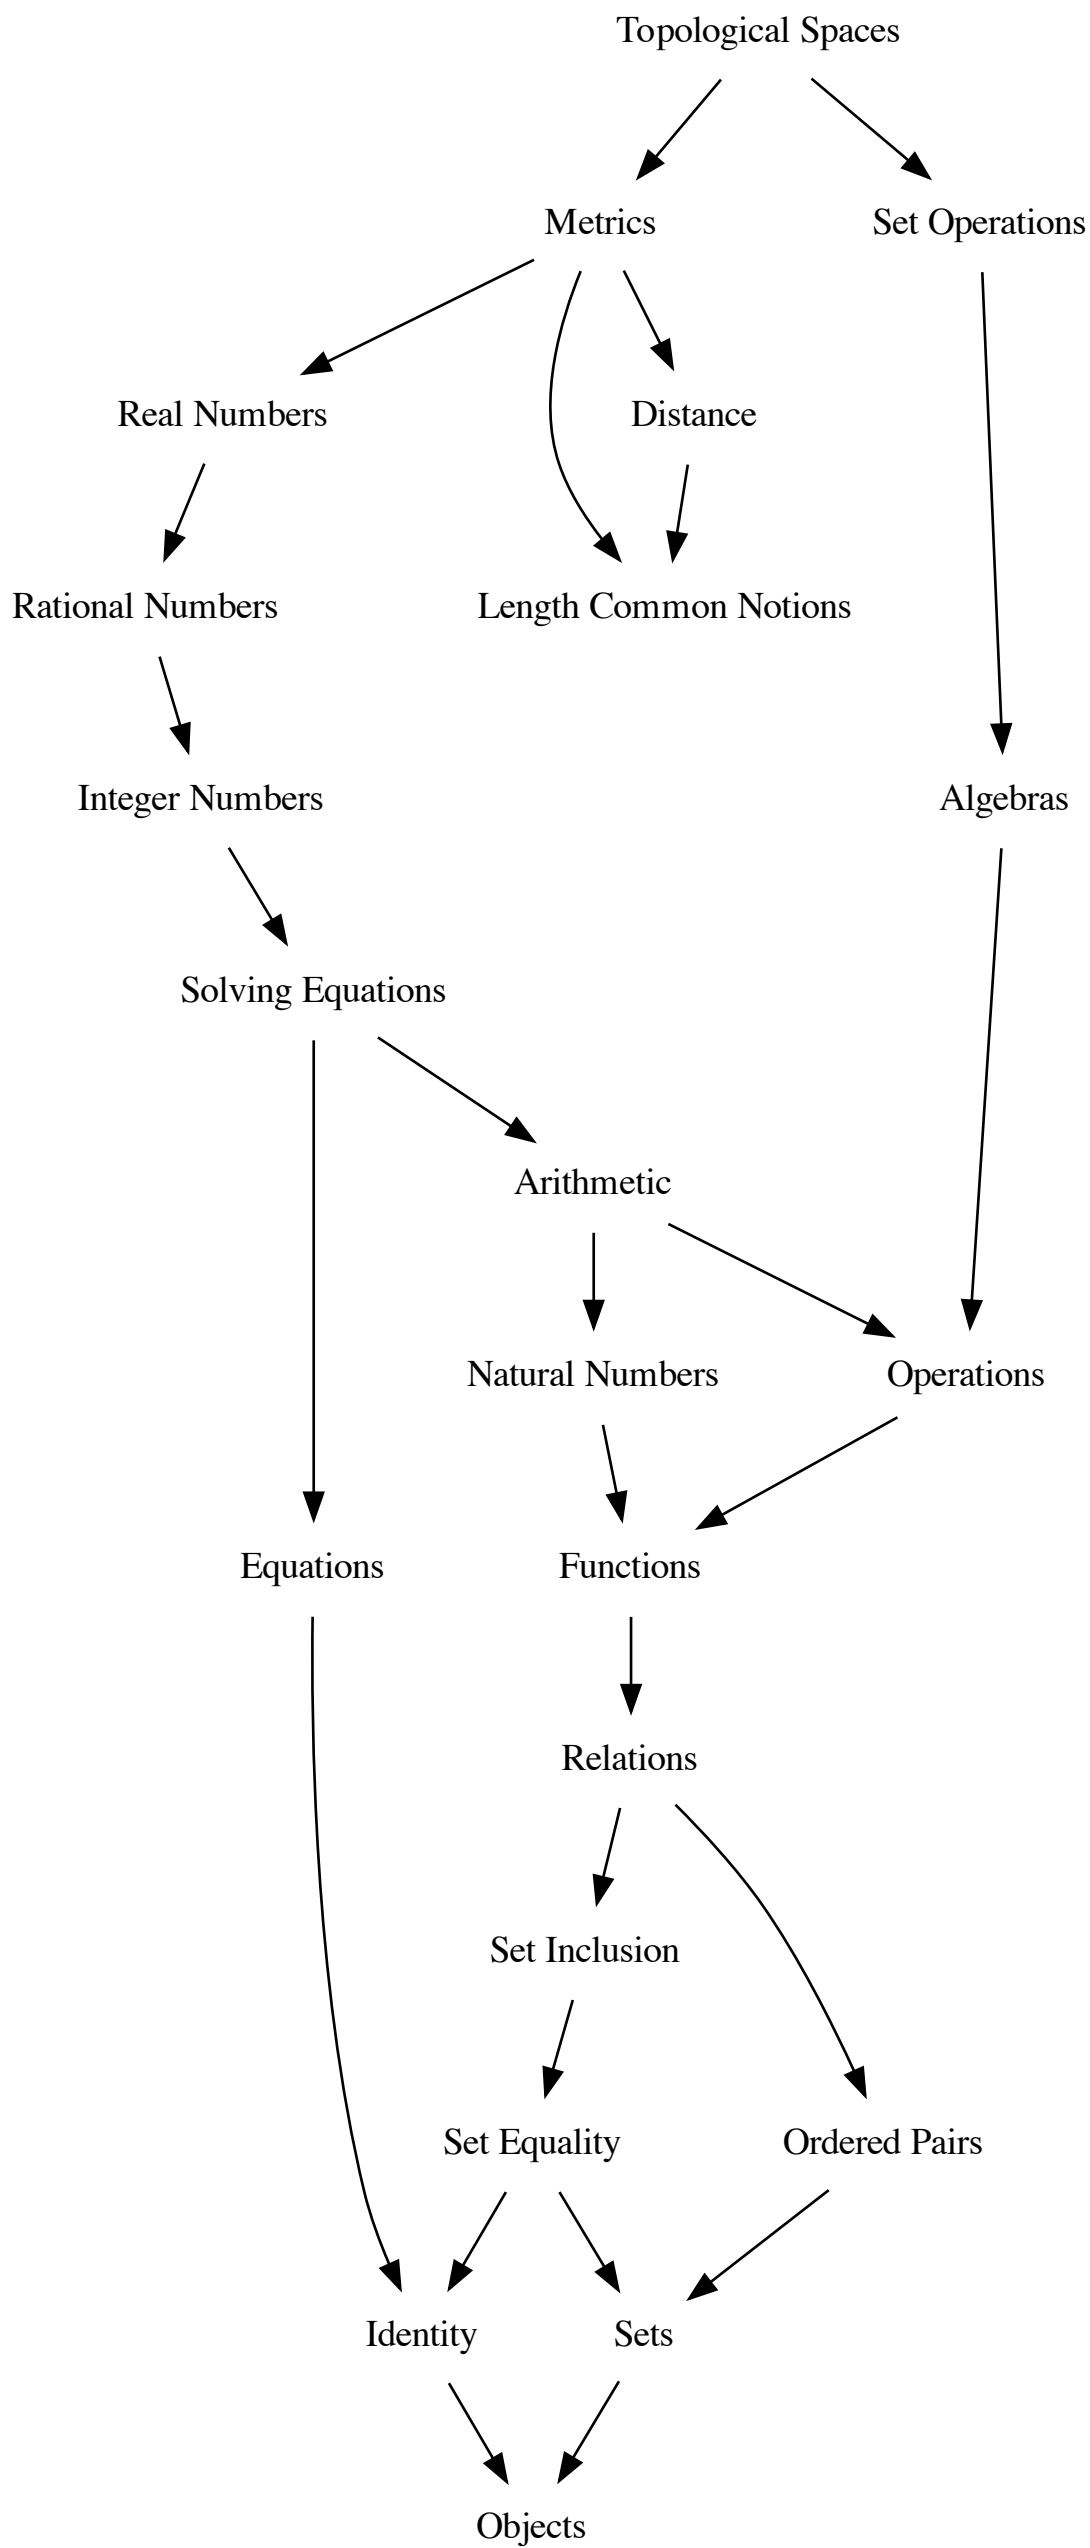 Topological Spaces
Metrics
Set Operations
Real Numbers
Distance
Rational Numbers
Length Common Notions
Integer Numbers
Algebras
Solving Equations
Arithmetic
Natural Numbers
Operations
Equations
Functions
Relations
Set Inclusion
Set Equality
Ordered Pairs
Identity
Sets
Objects